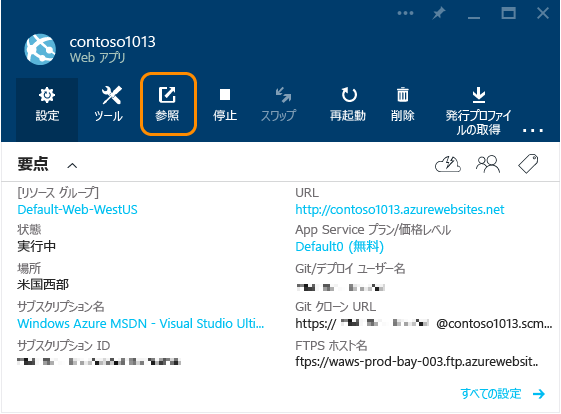 contoso1013
Web アプリ
設定
ツール
参照
停止
スワップ
再起動
削除
発行プロファイ
ルの取得
要点
[リソース グループ]
Default-Web-WestUS
状態
実行中
場所
米国西部
サブスクリプション名
Windows Azure MSDN - Visual Studio Ulti...
サブスクリプション ID
URL
http://contoso1013.azurewebsites.net
App Service プラン/価格レベル
Default0 (無料)
Git/デプロイ ユーザー名
Git クローン URL
https:// @contoso1013.scm...
FTPS ホスト名
ftps://waws-prod-bay-003.ftp.azurewebsit..
すべての設定